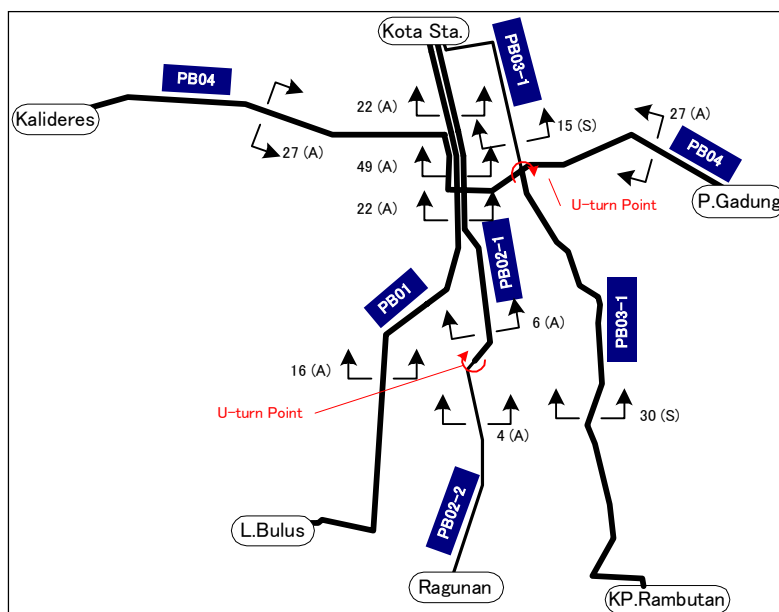 Kota Sta.
PB03-1
PB04
Kalideres
22 (A)
15 (S)
27 (A)
27 (A)
49 (A)
PB04
P.Gadung
U-turn Point
22 (A)
PB02-1
PB01
PB03-1
6 (A)
16 (A)
U-turn Point
30 (S)
4 (A)
PB02-2
L.Bulus
Ragunan
KP.Rambutan